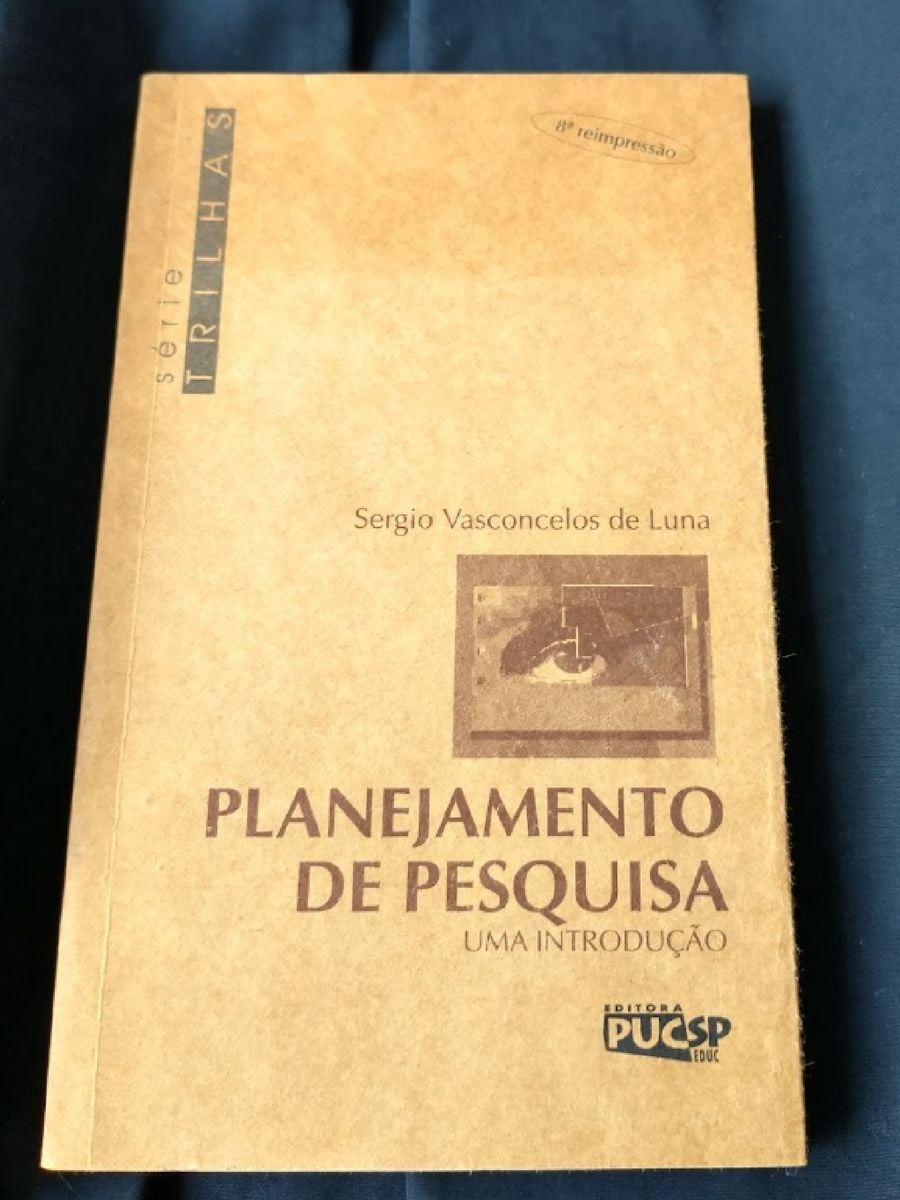 série
TRILHAS
8ª reimpressão
Sergio Vasconcelos de Luna
PLANEJAMENTO
DE PESQUISA
UMA INTRODUÇÃO
EDITORA
PUCSP
EDUC